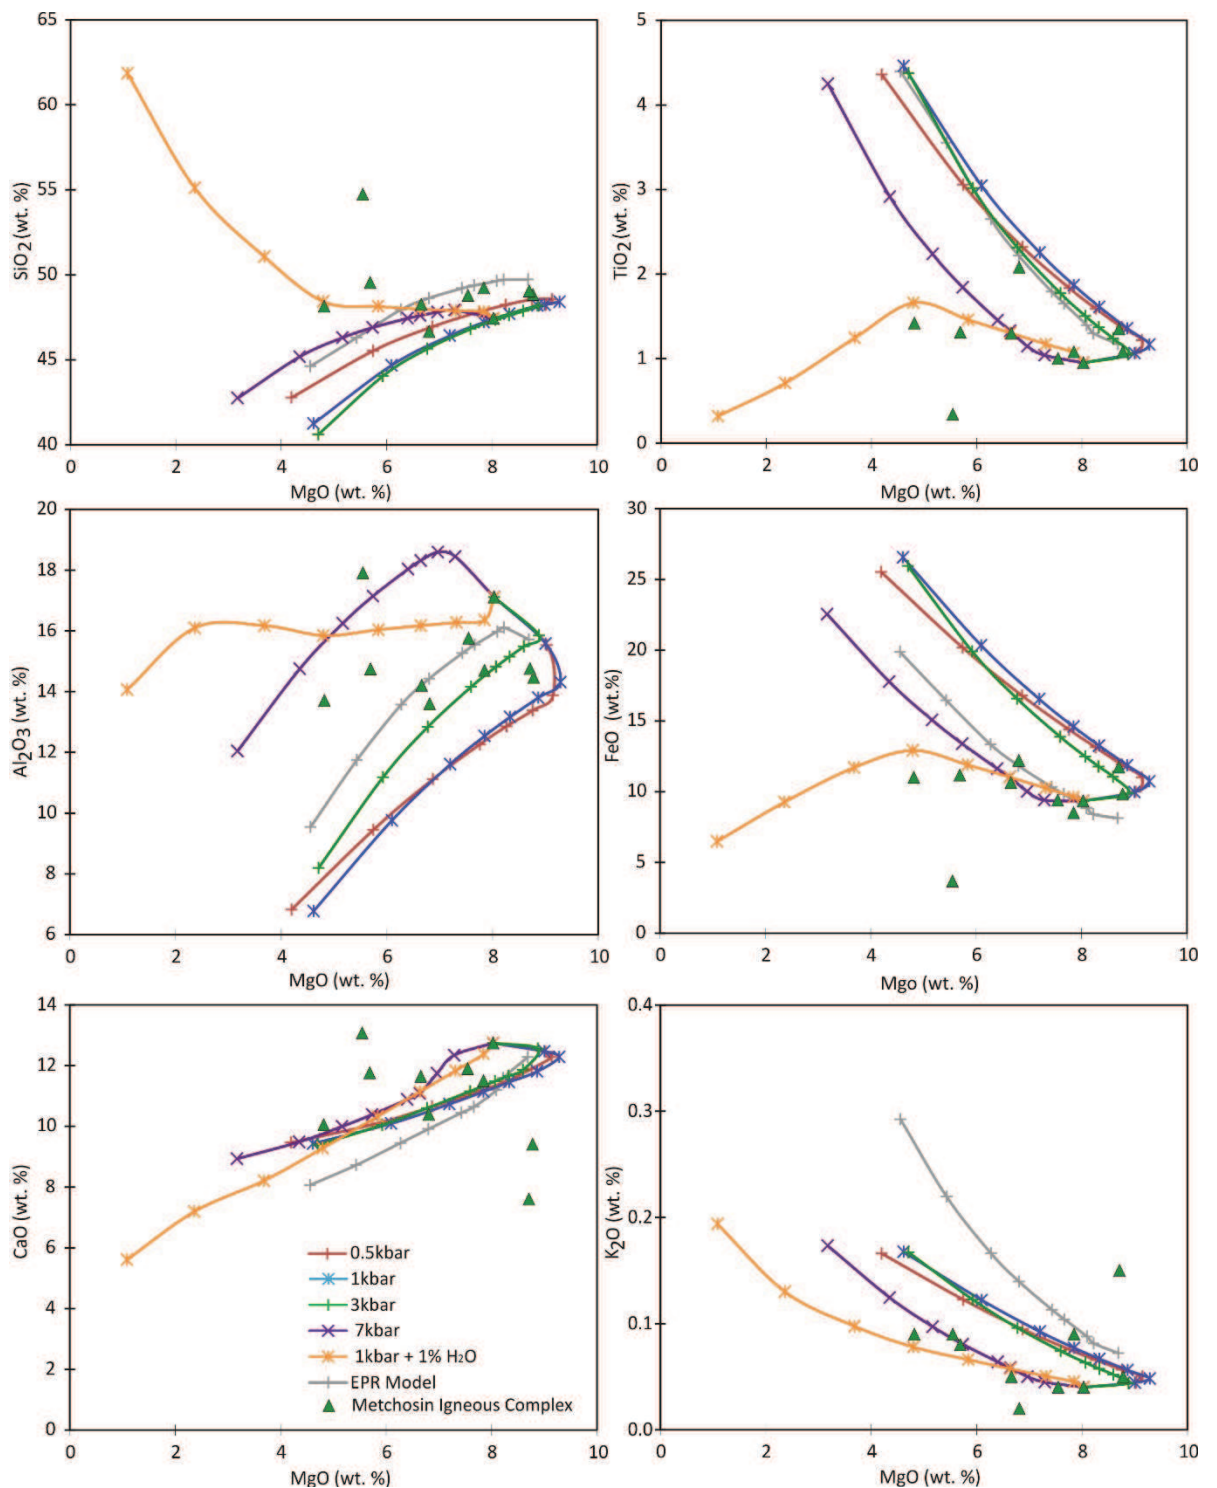 65
60
55
50
45
40
SiO2 (wt. %)
0 2 4 6 8 10
MgO (wt. %)
5
4
3
2
1
0
TiO2 (wt. %)
0 2 4 6 8 10
MgO (wt. %)
20
18
16
14
12
10
8
6
Al2O3 (wt. %)
0 2 4 6 8 10
MgO (wt. %)
30
25
20
15
10
5
0
FeO (wt.%)
0 2 4 6 8 10
Mgo (wt. %)
14
12
10
8
6
4
2
0
CaO (wt. %)
0.5kbar
1kbar
3kbar
7kbar
1kbar + 1% H2O
EPR Model
Metchosin Igneous Complex
0 2 4 6 8 10
MgO (wt. %)
0.4
0.3
0.2
0.1
0.0
K2O (wt. %)
0 2 4 6 8 10
MgO (wt. %)